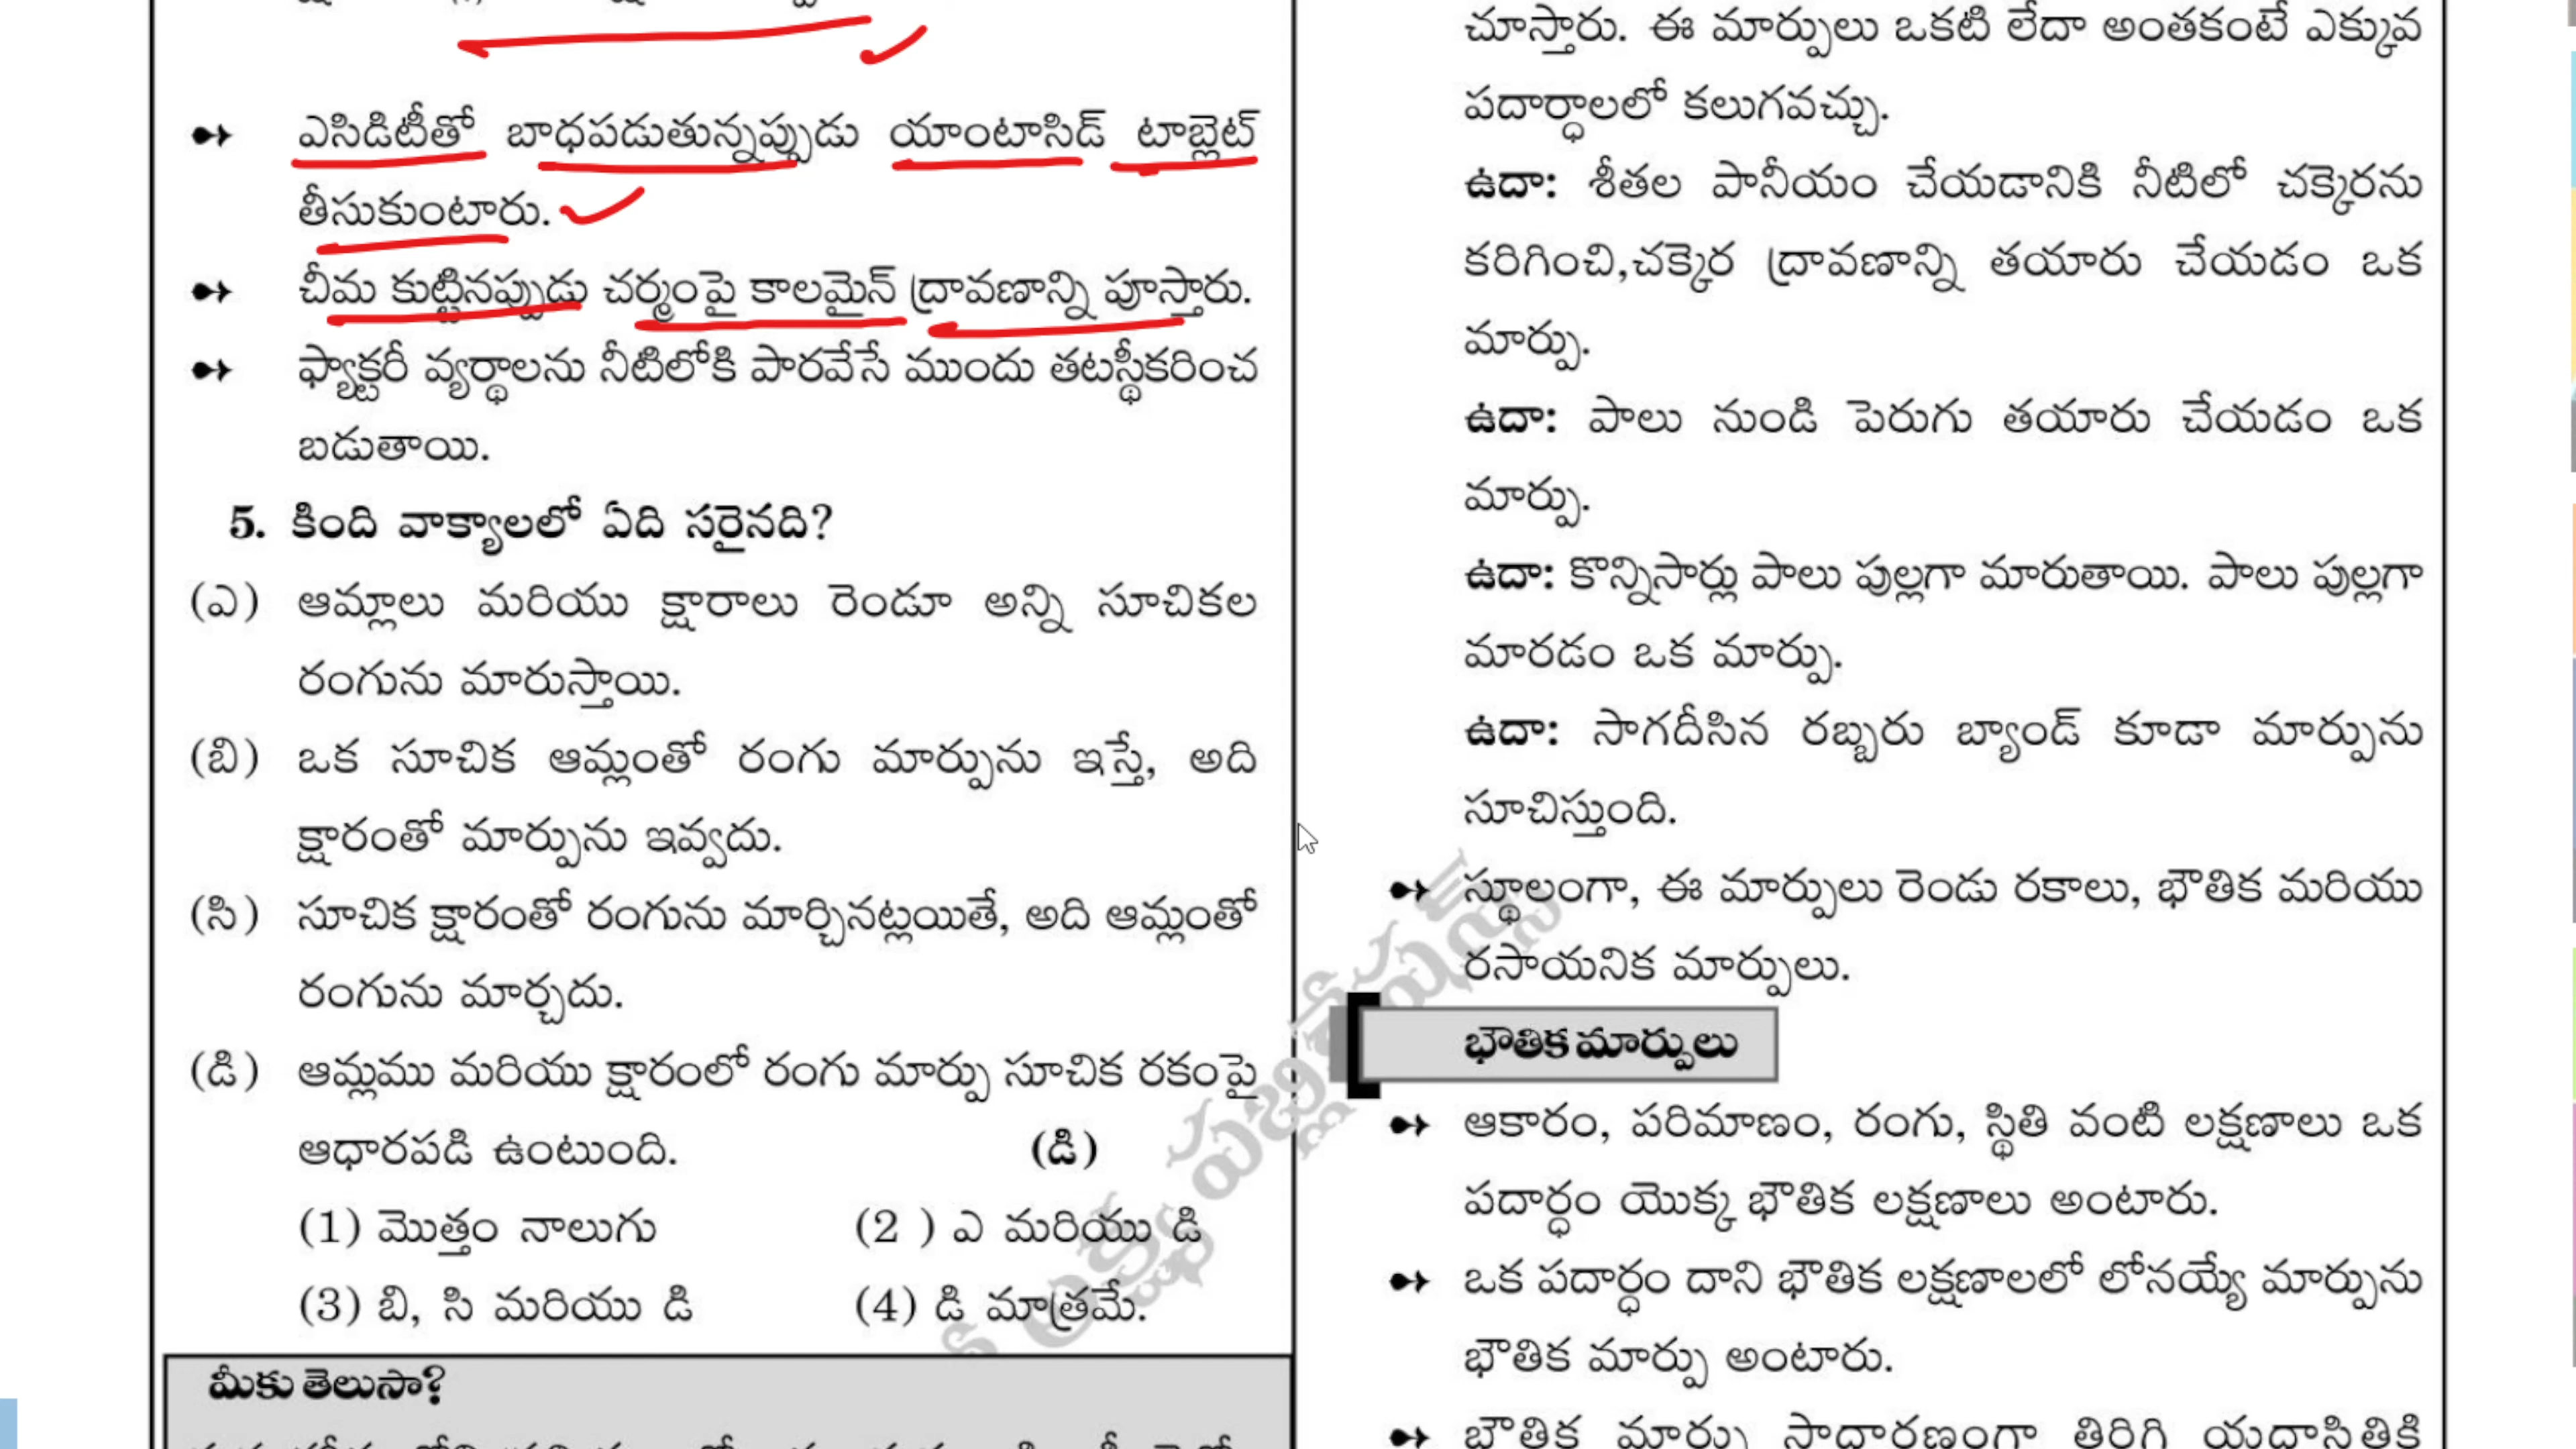 ఎసిడిటీతో బాధపడుతున్నప్పుడు యాంటాసిడ్ టాబ్లెట్
తీసుకుంటారు.
చీమ కుట్టినప్పుడు చర్మంపై కాలమైన్ ద్రావణాన్ని పూస్తారు.
ఫ్యాక్టరీ వ్యర్థాలను నీటిలోకి పారవేసే ముందు తటస్థీకరించ
బడుతాయి.
5. కింది వాక్యాలలో ఏది సరైనది?
(ఎ) ఆమ్లాలు మరియు క్షారాలు రెండూ అన్ని సూచికల
రంగును మారుస్తాయి.
(బి) ఒక సూచిక ఆమ్లంతో రంగు మార్పును ఇస్తే, అది
క్షారంతో మార్పును ఇవ్వదు.
(సి) సూచిక క్షారంతో రంగును మార్చినట్లయితే, అది ఆమ్లంతో
రంగును మార్చదు.
(డి) ఆమ్లము మరియు క్షారంలో రంగు మార్పు సూచిక రకంపై
ఆధారపడి ఉంటుంది. (డి)
(1) మొత్తం నాలుగు (2 ) ఎ మరియు డి
(3) బి, సి మరియు డి (4) డి మాత్రమే.
మీకు తెలుసా?
చూస్తారు. ఈ మార్పులు ఒకటి లేదా అంతకంటే ఎక్కువ
పదార్ధాలలో కలుగవచ్చు.
ఉదా: శీతల పానీయం చేయడానికి నీటిలో చక్కెరను
కరిగించి,చక్కెర ద్రావణాన్ని తయారు చేయడం ఒక
మార్పు.
ఉదా: పాలు నుండి పెరుగు తయారు చేయడం ఒక
మార్పు.
ఉదా: కొన్నిసార్లు పాలు పుల్లగా మారుతాయి. పాలు పుల్లగా
మారడం ఒక మార్పు.
ఉదా: సాగదీసిన రబ్బరు బ్యాండ్ కూడా మార్పును
సూచిస్తుంది.
స్థూలంగా, ఈ మార్పులు రెండు రకాలు, భౌతిక మరియు
రసాయనిక మార్పులు.
భౌతిక మార్పులు
ఆకారం, పరిమాణం, రంగు, స్థితి వంటి లక్షణాలు ఒక
పదార్ధం యొక్క భౌతిక లక్షణాలు అంటారు.
ఒక పదార్ధం దాని భౌతిక లక్షణాలలో లోనయ్యే మార్పును
భౌతిక మార్పు అంటారు.
భౌతిక మార్పు సాధారణంగా తిరిగి యధాస్థితికి